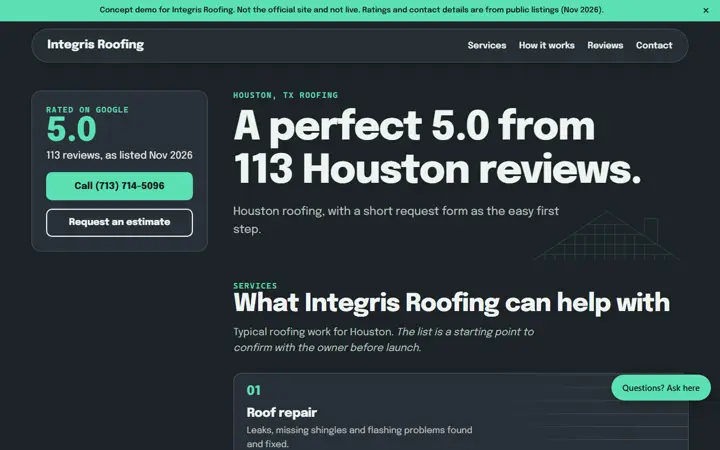 Concept demo for Integris Roofing. Not the official site and not live. Ratings and contact details are from public listings (Nov 2026).
×
Integris Roofing
Services How it works Reviews Contact
RATED ON GOOGLE
5.0
113 reviews, as listed Nov 2026
Call (713) 714-5096
Request an estimate
HOUSTON, TX ROOFING
A perfect 5.0 from
113 Houston reviews.
Houston roofing, with a short request form as the easy first
step.
SERVICES
What Integris Roofing can help with
Typical roofing work for Houston. The list is a starting point to
confirm with the owner before launch.
01
Roof repair
Leaks, missing shingles and flashing problems found
and fixed.
Questions? Ask here